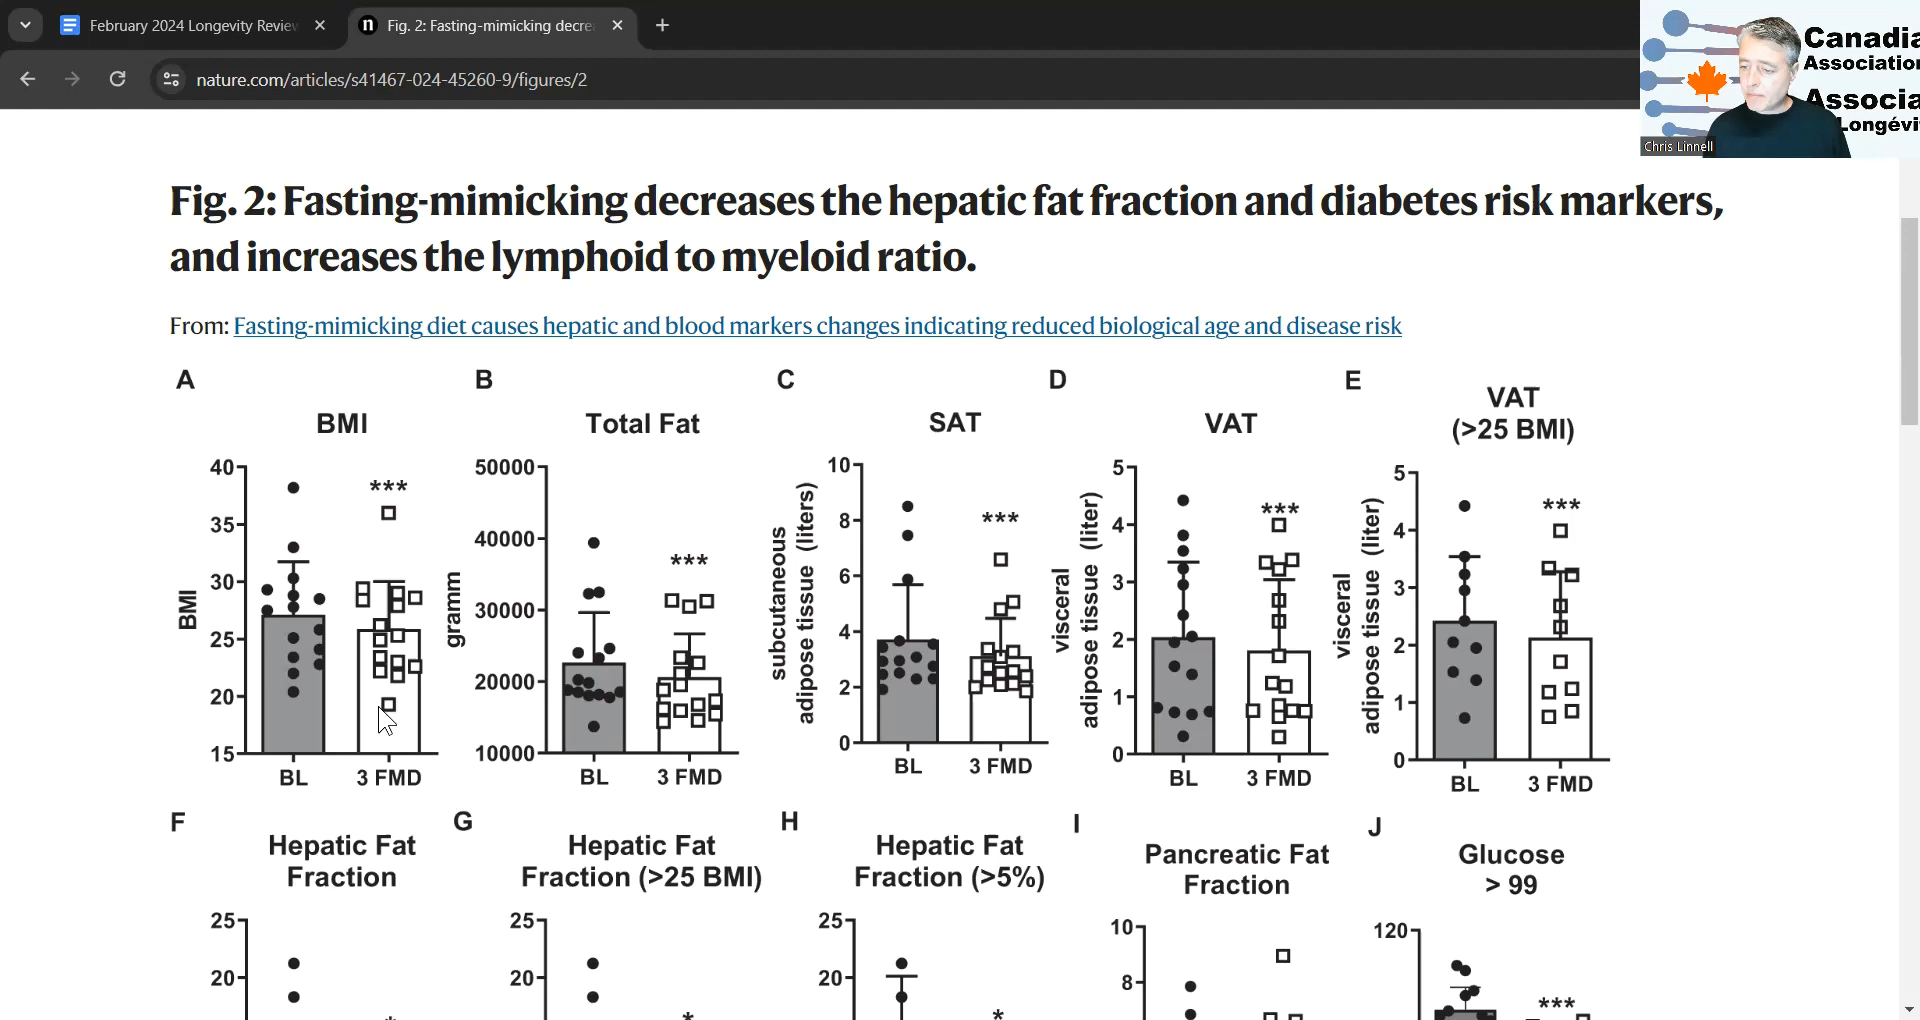 February 2024 Longevity Review
Fig. 2: Fasting-mimicking decre
nature.com/articles/s41467-024-45260-9/figures/2
Canadia
Association
Associa
Longévi
Chris Linnell
Fig. 2: Fasting-mimicking decreases the hepatic fat fraction and diabetes risk markers,
and increases the lymphoid to myeloid ratio.
From: Fasting-mimicking diet causes hepatic and blood markers changes indicating reduced biological age and disease risk
A
BMI
40
35
30
25
20
15
BMI
***
BL
3 FMD
B
Total Fat
50000
40000
30000
20000
10000
gramm
***
BL
3 FMD
C
SAT
10
8
6
4
2
0
subcutaneous
adipose tissue (liters)
***
BL
3 FMD
D
VAT
5
4
3
2
1
0
visceral
adipose tissue (liter)
***
BL
3 FMD
E
VAT
(>25 BMI)
5
4
3
2
1
0
visceral
adipose tissue (liter)
***
BL
3 FMD
F
Hepatic Fat
Fraction
25
20
*
G
Hepatic Fat
Fraction (>25 BMI)
25
20
*
H
Hepatic Fat
Fraction (>5%)
25
20
*
I
Pancreatic Fat
Fraction
10
8
J
Glucose
> 99
120
***